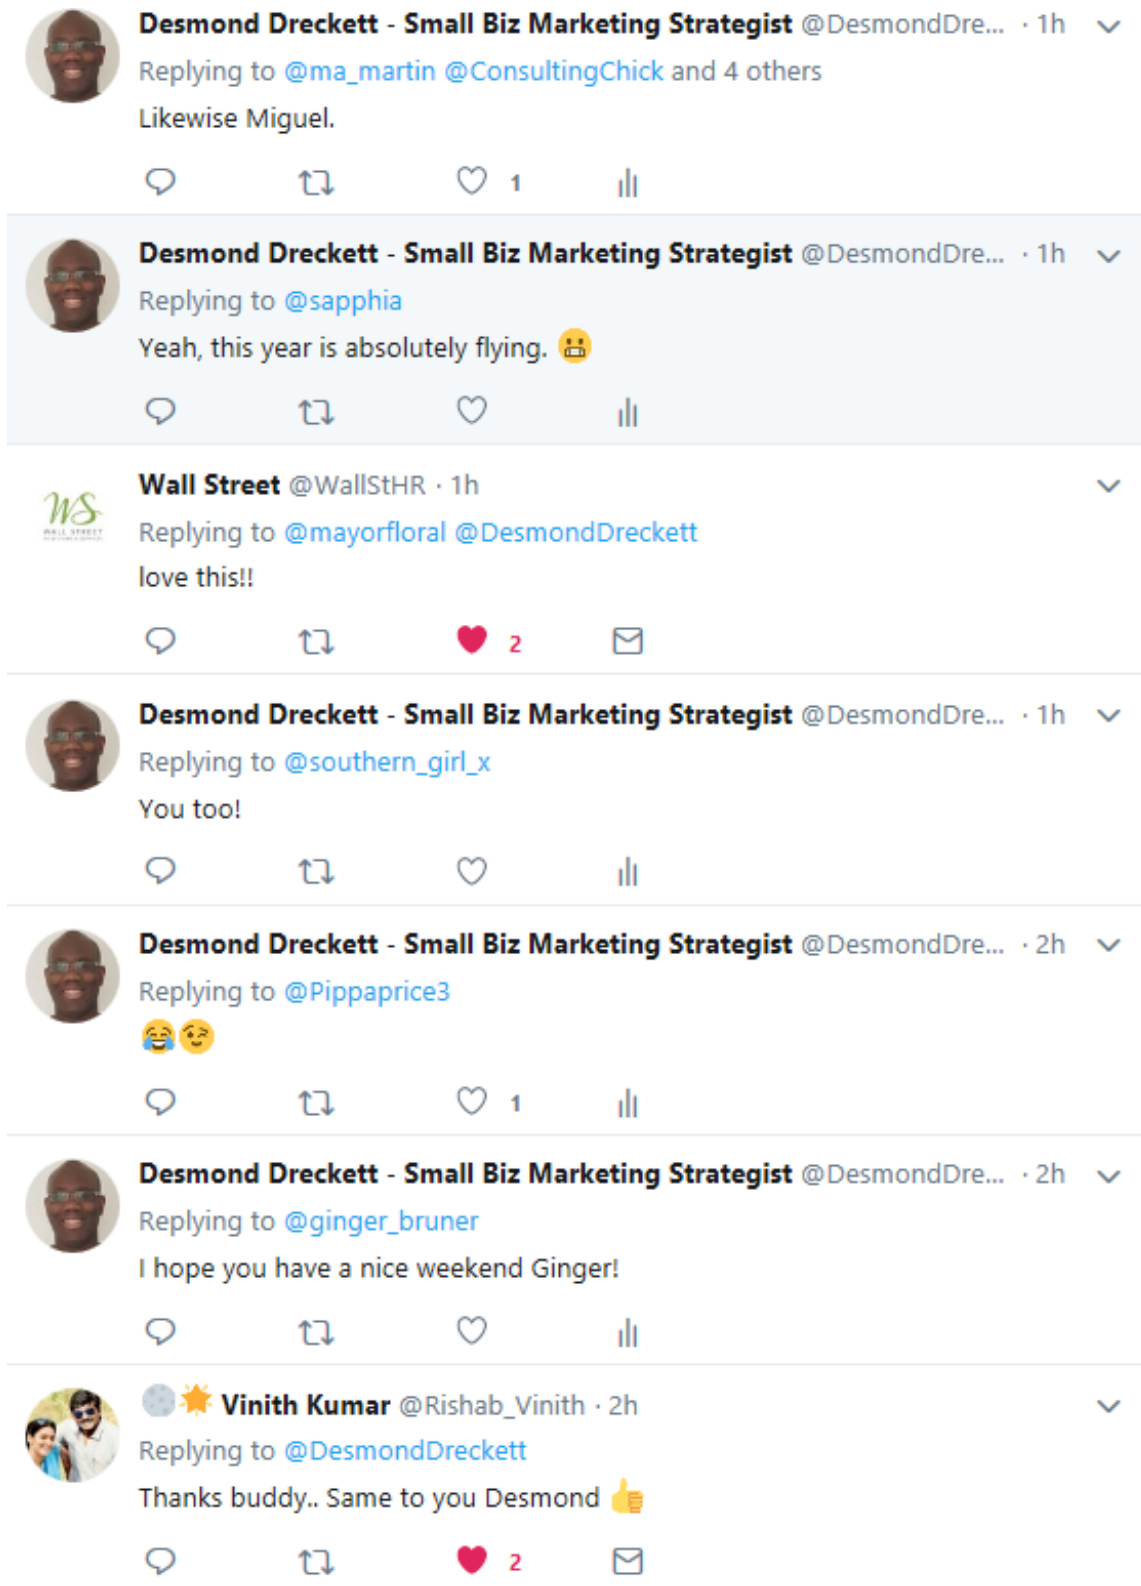 Desmond Dreckett - Small Biz Marketing Strategist @DesmondDre... · 1h
Replying to @ma_martin @ConsultingChick and 4 others
Likewise Miguel.
1
Desmond Dreckett - Small Biz Marketing Strategist @DesmondDre... · 1h
Replying to @sapphia
Yeah, this year is absolutely flying. 😬
Wall Street @WallStHR · 1h
WS
WALL STREET
Replying to @mayorfloral @DesmondDreckett
love this!!
2
Desmond Dreckett - Small Biz Marketing Strategist @DesmondDre... · 1h
Replying to @southern_girl_x
You too!
Desmond Dreckett - Small Biz Marketing Strategist @DesmondDre... · 2h
Replying to @Pippaprice3
😂😉
1
Desmond Dreckett - Small Biz Marketing Strategist @DesmondDre... · 2h
Replying to @ginger_bruner
I hope you have a nice weekend Ginger!
Vinith Kumar @Rishab_Vinith · 2h
Replying to @DesmondDreckett
Thanks buddy.. Same to you Desmond 👍
2